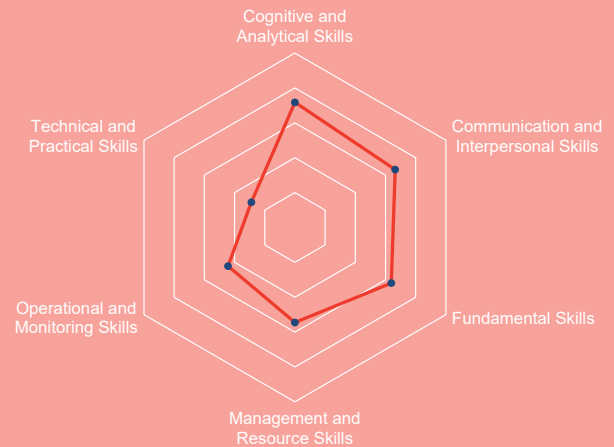 Cognitive and
Analytical Skills
Technical and
Practical Skills
Communication and
Interpersonal Skills
Operational and
Monitoring Skills
Fundamental Skills
Management and
Resource Skills